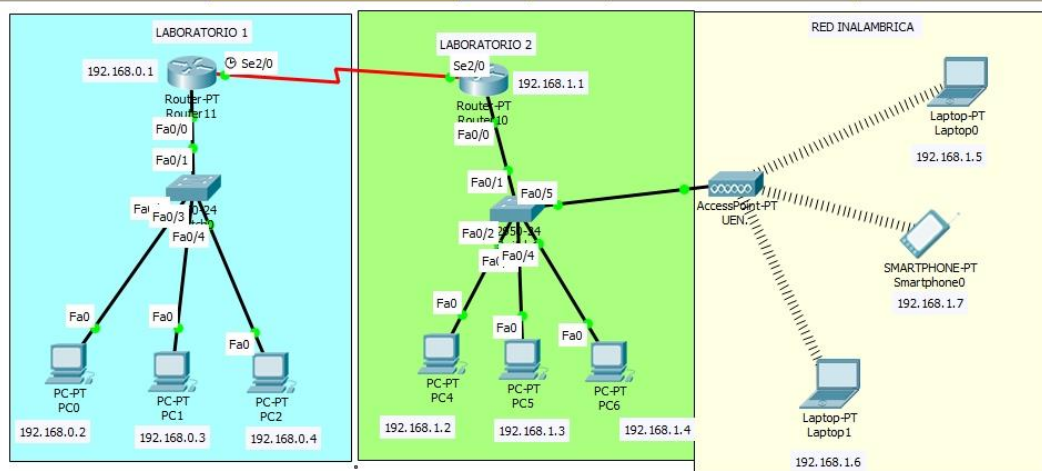 LABORATORIO 1
192.168.0.1
Se2/0
Router-PT
Router11
Fa0/0
Fa0/1
Fa0/3
Fa0/4
Fa0
Fa0
Fa0
PC-PT
PC0
PC-PT
PC1
PC-PT
PC2
192.168.0.2
192.168.0.3
192.168.0.4
LABORATORIO 2
Se2/0
192.168.1.1
Router-PT
Router10
Fa0/0
Fa0/1
Fa0/5
Fa0/2
Fa0/4
Fa0
Fa0
Fa0
PC-PT
PC4
PC-PT
PC5
PC-PT
PC6
192.168.1.2
192.168.1.3
192.168.1.4
RED INALAMBRICA
AccessPoint-PT
UEN.
Laptop-PT
Laptop0
192.168.1.5
SMARTPHONE-PT
Smartphone0
192.168.1.7
Laptop-PT
Laptop1
192.168.1.6